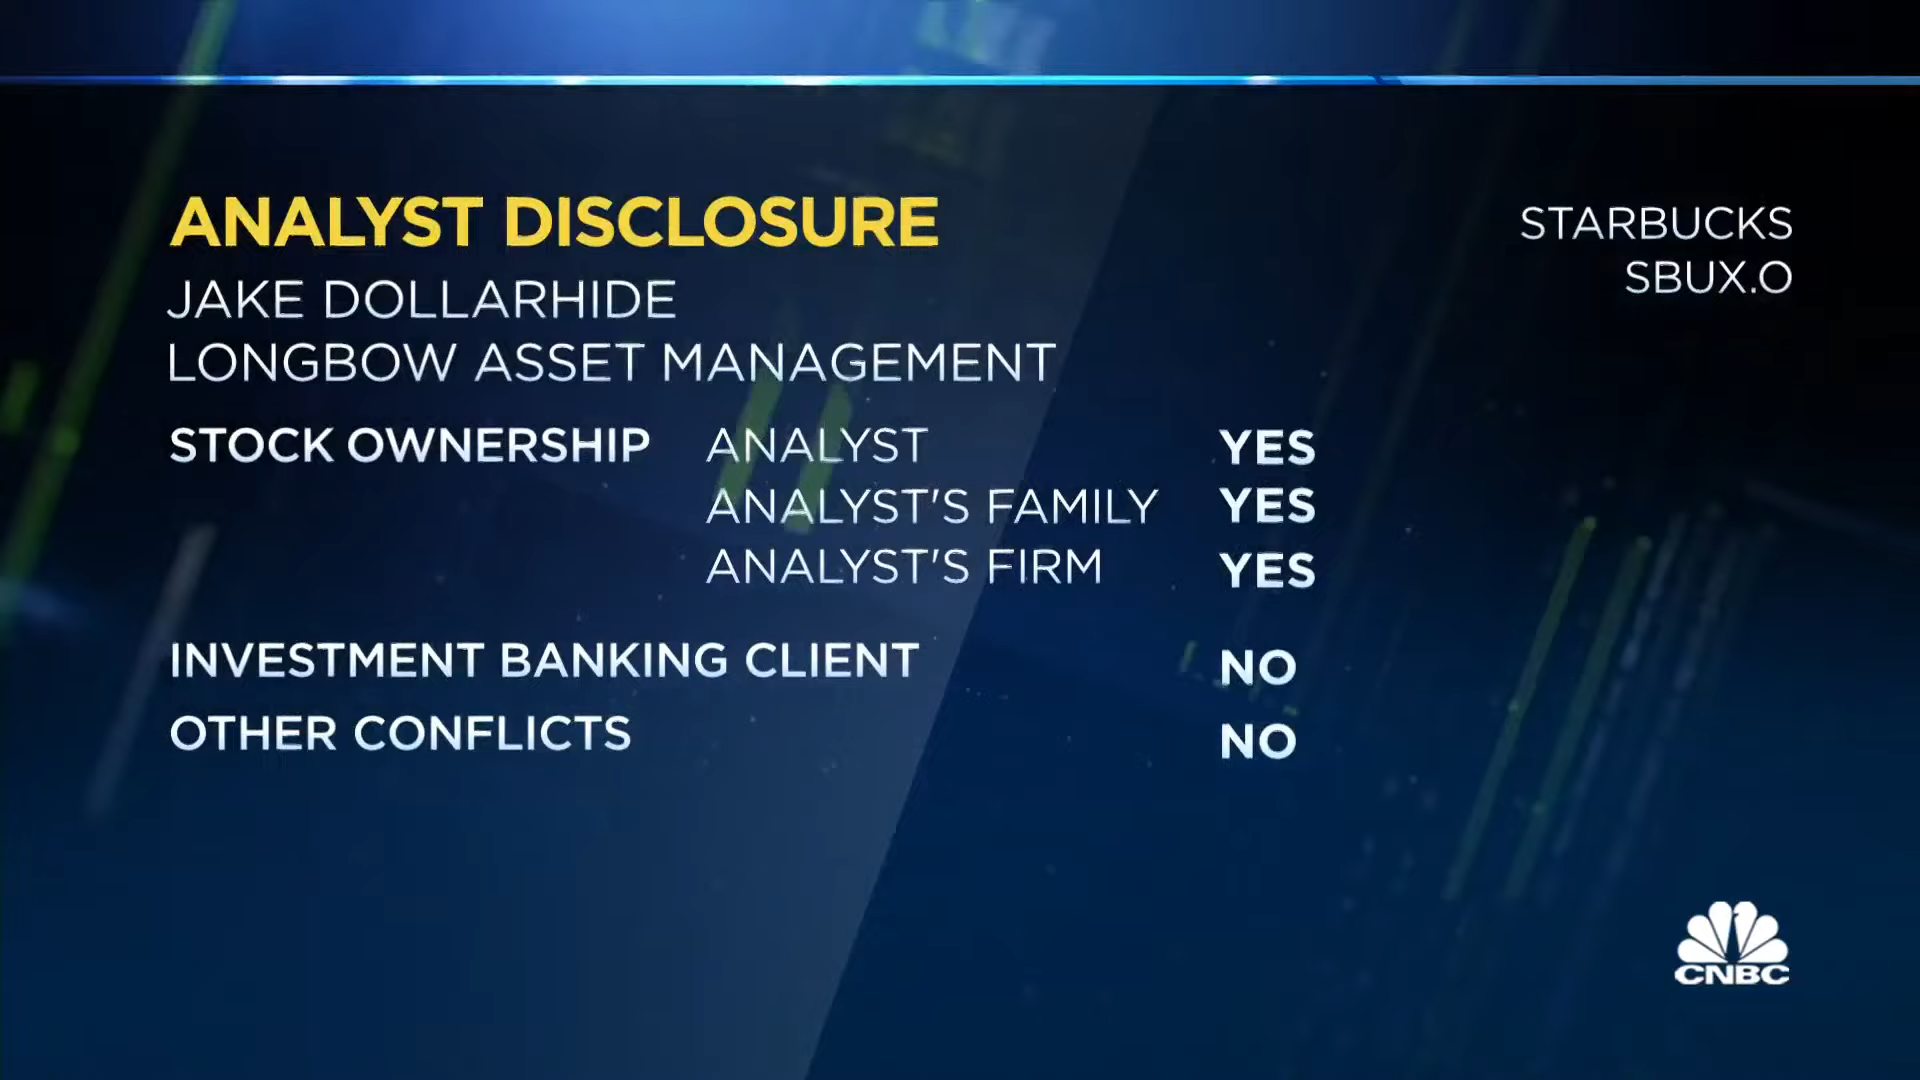 ANALYST DISCLOSURE
JAKE DOLLARHIDE
LONGBOW ASSET MANAGEMENT
STARBUCKS
SBUX.O
STOCK OWNERSHIP ANALYST YES
ANALYST'S FAMILY YES
ANALYST'S FIRM YES
INVESTMENT BANKING CLIENT NO
OTHER CONFLICTS NO
CNBC